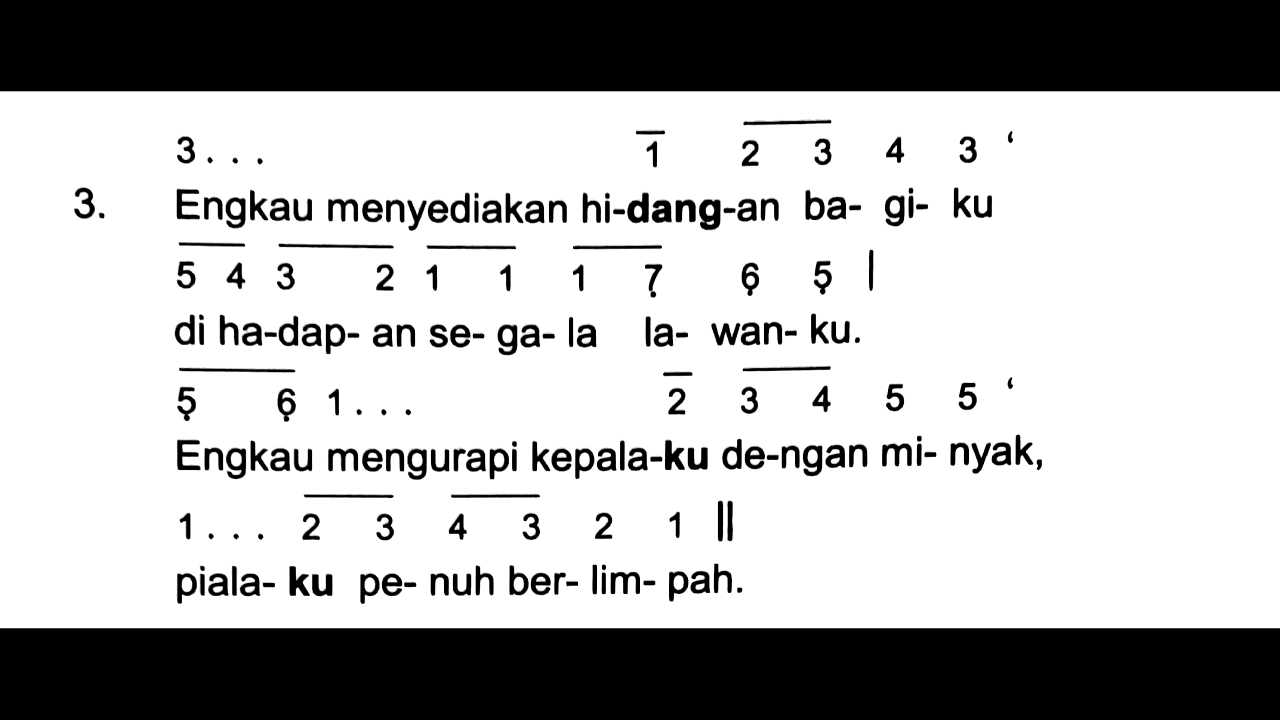 3... 1 2 3 4 3 ‘
3. Engkau menyediakan hi-dang-an ba- gi- ku
5 4 3 2 1 1 1 7̣ 6̣ 5̣ |
di ha-dap- an se- ga- la la- wan- ku.
5̣ 6̣ 1... 2 3 4 5 5 ‘
Engkau mengurapi kepala-ku de-ngan mi- nyak,
1... 2 3 4 3 2 1 ||
piala- ku pe- nuh ber- lim- pah.